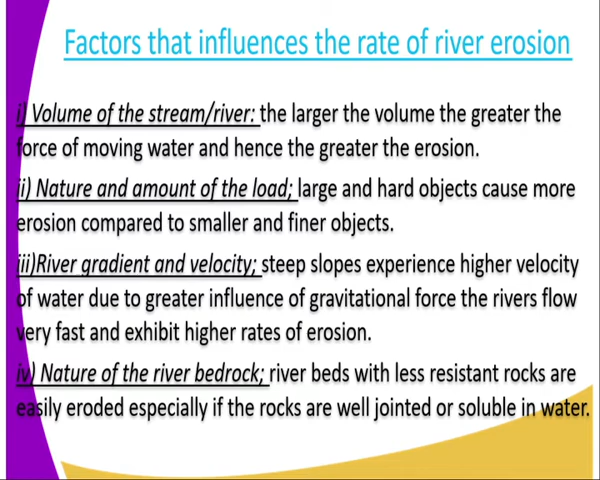 Factors that influences the rate of river erosion
i) Volume of the stream/river: the larger the volume the greater the
force of moving water and hence the greater the erosion.
ii) Nature and amount of the load; large and hard objects cause more
erosion compared to smaller and finer objects.
iii)River gradient and velocity; steep slopes experience higher velocity
of water due to greater influence of gravitational force the rivers flow
very fast and exhibit higher rates of erosion.
iv) Nature of the river bedrock; river beds with less resistant rocks are
easily eroded especially if the rocks are well jointed or soluble in water.